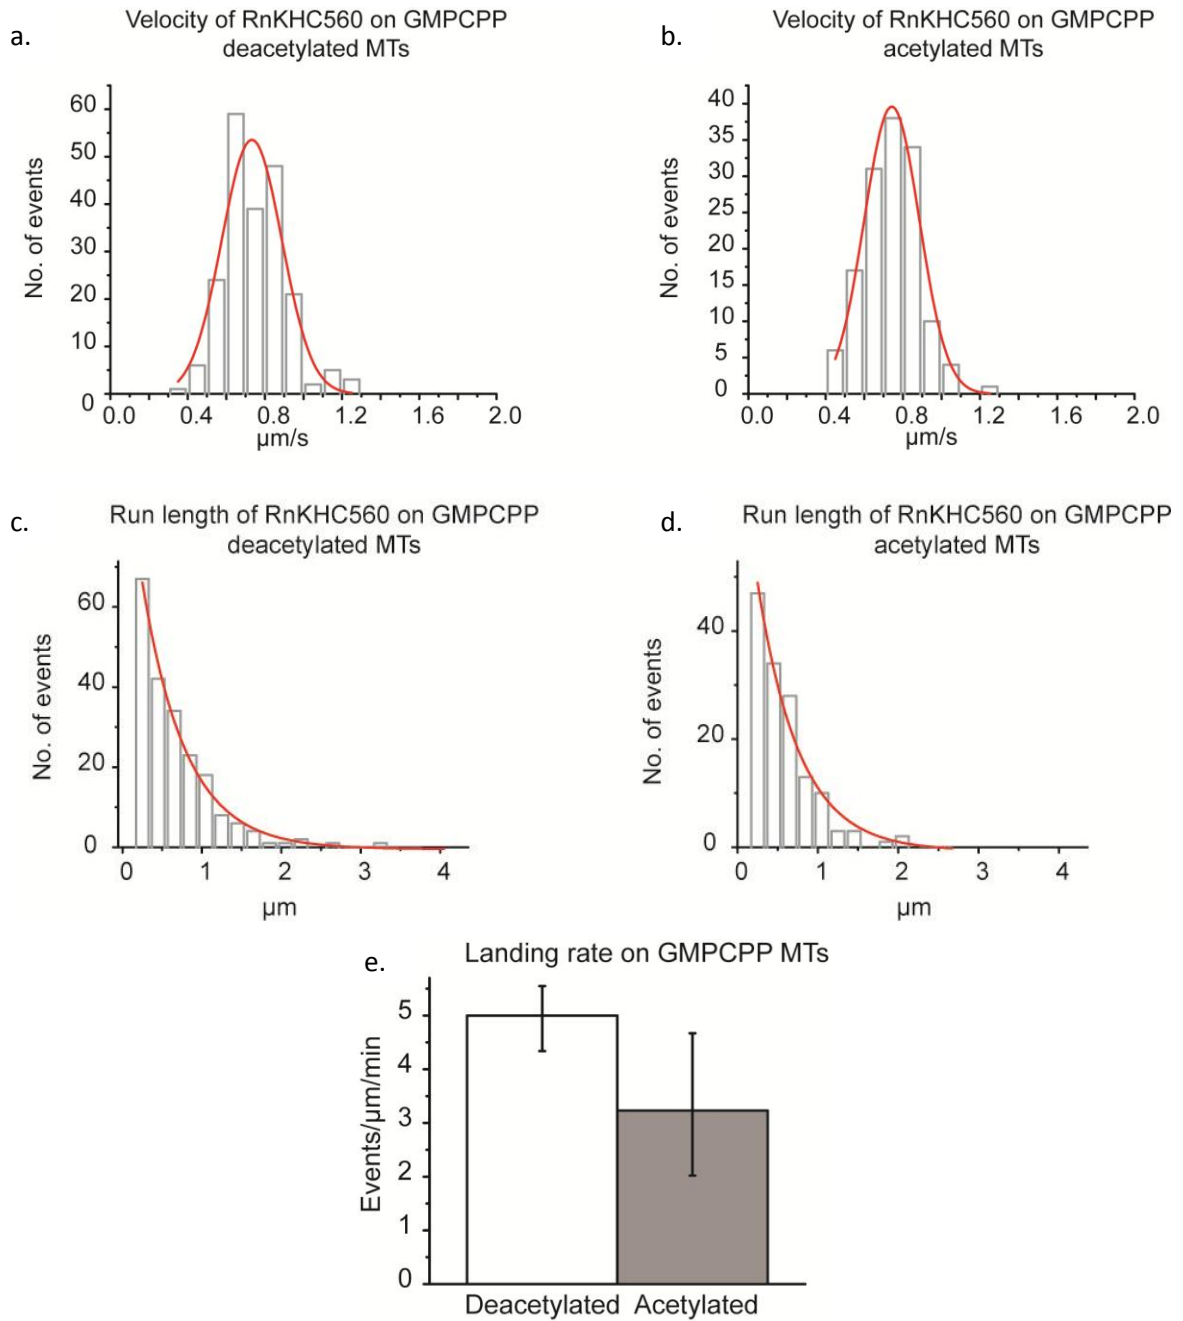 a.
Velocity of RnKHC560 on GMPCPP
deacetylated MTs
No. of events
60
50
40
30
20
10
0
0.0 0.4 0.8 1.2 1.6 2.0
µm/s
b.
Velocity of RnKHC560 on GMPCPP
acetylated MTs
No. of events
40
35
30
25
20
15
10
5
0
0.0 0.4 0.8 1.2 1.6 2.0
µm/s
c.
Run length of RnKHC560 on GMPCPP
deacetylated MTs
No. of events
60
40
20
0
0 1 2 3 4
µm
d.
Run length of RnKHC560 on GMPCPP
acetylated MTs
No. of events
40
20
0
0 1 2 3 4
µm
e.
Landing rate on GMPCPP MTs
Events/µm/min
5
4
3
2
1
0
Deacetylated Acetylated